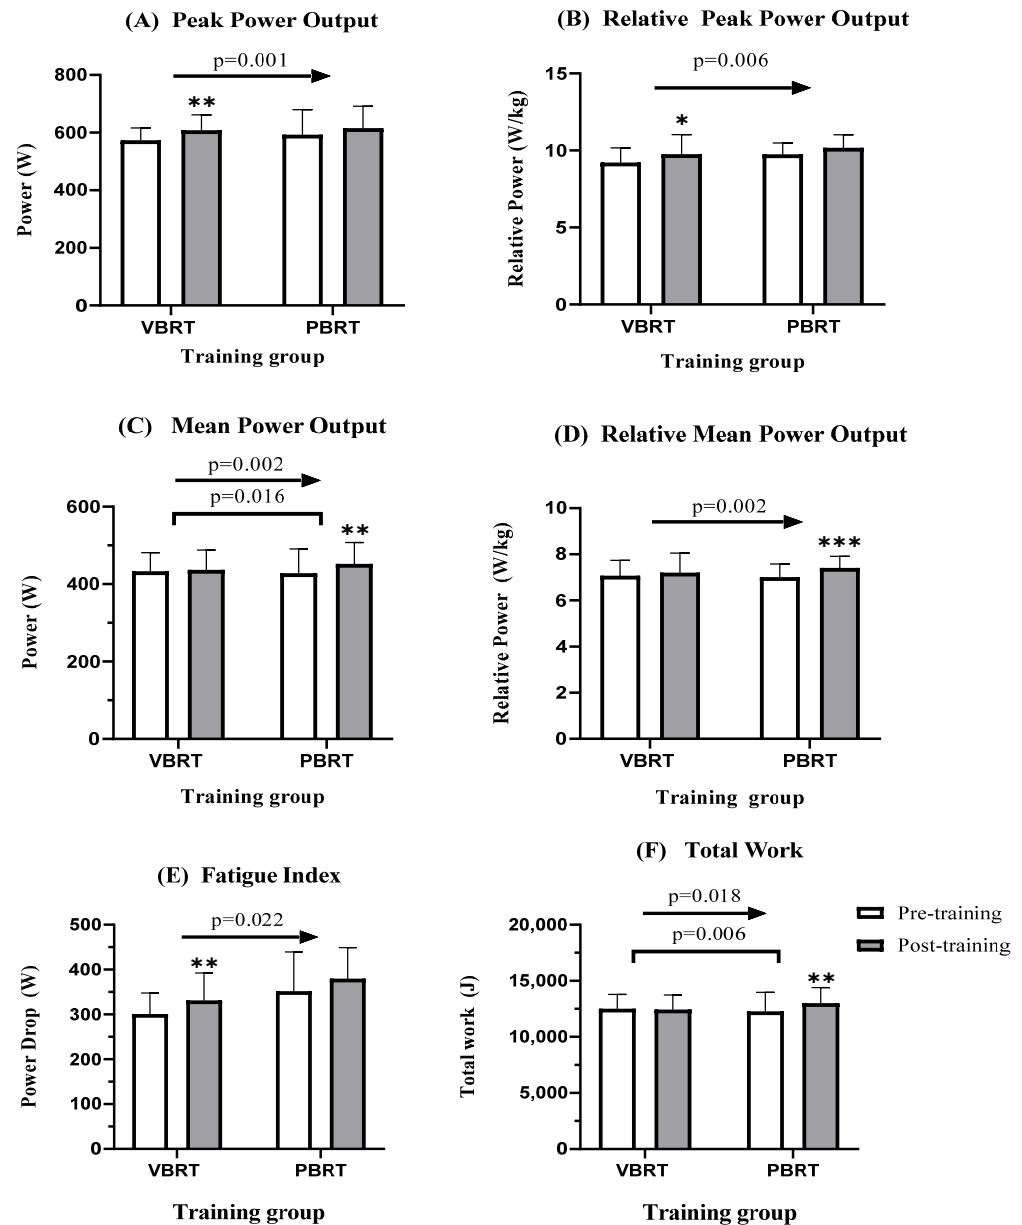 (A) Peak Power Output
p=0.001
**
800
600
400
200
0
Power (W)
VBRT PBRT
Training group
(B) Relative Peak Power Output
p=0.006
*
15
10
5
0
Relative Power (W/kg)
VBRT PBRT
Training group
(C) Mean Power Output
p=0.002
p=0.016
**
600
400
200
0
Power (W)
VBRT PBRT
Training group
(D) Relative Mean Power Output
p=0.002
***
10
8
6
4
2
0
Relative Power (W/kg)
VBRT PBRT
Training group
(E) Fatigue Index
p=0.022
**
500
400
300
200
100
0
Power Drop (W)
VBRT PBRT
Training group
(F) Total Work
p=0.018
p=0.006
**
20,000
15,000
10,000
5,000
0
Total work (J)
VBRT PBRT
Training group
Pre-training
Post-training